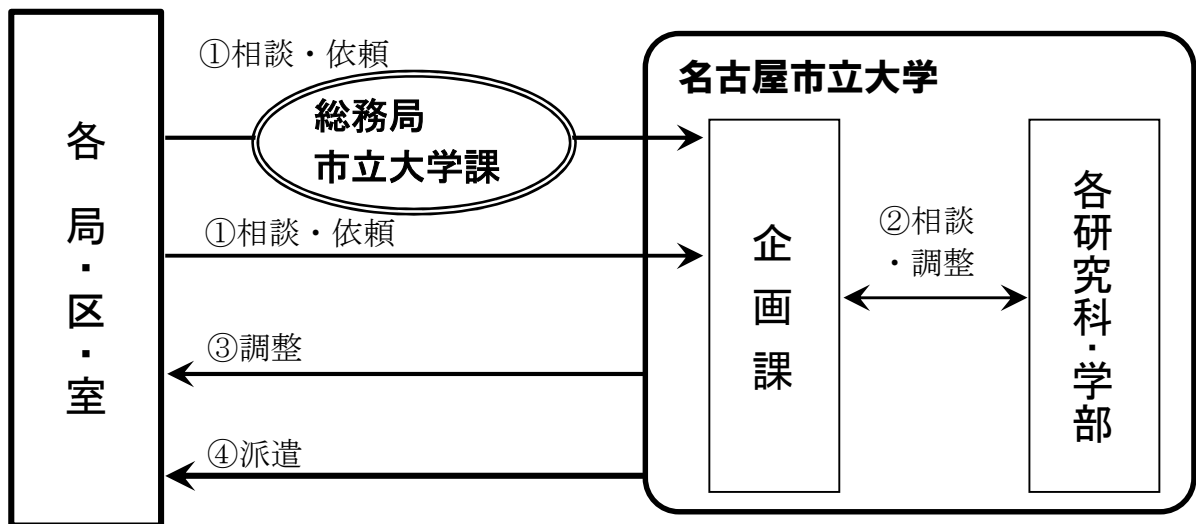 各局・区・室
①相談・依頼
総務局
市立大学課
①相談・依頼
③調整
④派遣
名古屋市立大学
企画課
②相談
・調整
各研究科・学部